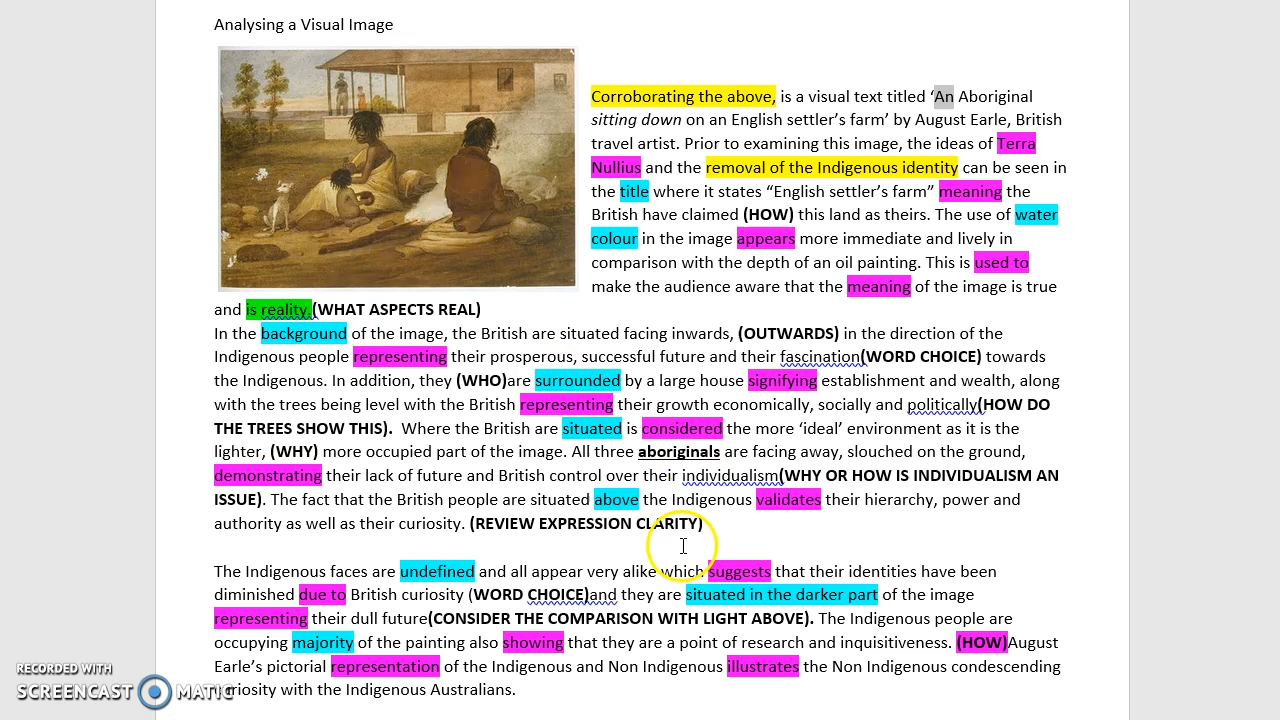 Analysing a Visual Image
Corroborating the above, is a visual text titled ‘An Aboriginal
sitting down on an English settler’s farm’ by August Earle, British
travel artist. Prior to examining this image, the ideas of Terra
Nullius and the removal of the Indigenous identity can be seen in
the title where it states “English settler’s farm” meaning the
British have claimed (HOW) this land as theirs. The use of water
colour in the image appears more immediate and lively in
comparison with the depth of an oil painting. This is used to
make the audience aware that the meaning of the image is true
and is reality.(WHAT ASPECTS REAL)
In the background of the image, the British are situated facing inwards, (OUTWARDS) in the direction of the
Indigenous people representing their prosperous, successful future and their fascination(WORD CHOICE) towards
the Indigenous. In addition, they (WHO)are surrounded by a large house signifying establishment and wealth, along
with the trees being level with the British representing their growth economically, socially and politically(HOW DO
THE TREES SHOW THIS). Where the British are situated is considered the more ‘ideal’ environment as it is the
lighter, (WHY) more occupied part of the image. All three aboriginals are facing away, slouched on the ground,
demonstrating their lack of future and British control over their individualism(WHY OR HOW IS INDIVIDUALISM AN
ISSUE). The fact that the British people are situated above the Indigenous validates their hierarchy, power and
authority as well as their curiosity. (REVIEW EXPRESSION CLARITY)
The Indigenous faces are undefined and all appear very alike which suggests that their identities have been
diminished due to British curiosity (WORD CHOICE)and they are situated in the darker part of the image
representing their dull future(CONSIDER THE COMPARISON WITH LIGHT ABOVE). The Indigenous people are
occupying majority of the painting also showing that they are a point of research and inquisitiveness. (HOW)August
Earle’s pictorial representation of the Indigenous and Non Indigenous illustrates the Non Indigenous condescending
curiosity with the Indigenous Australians.
RECORDED WITH
SCREENCAST MATIC